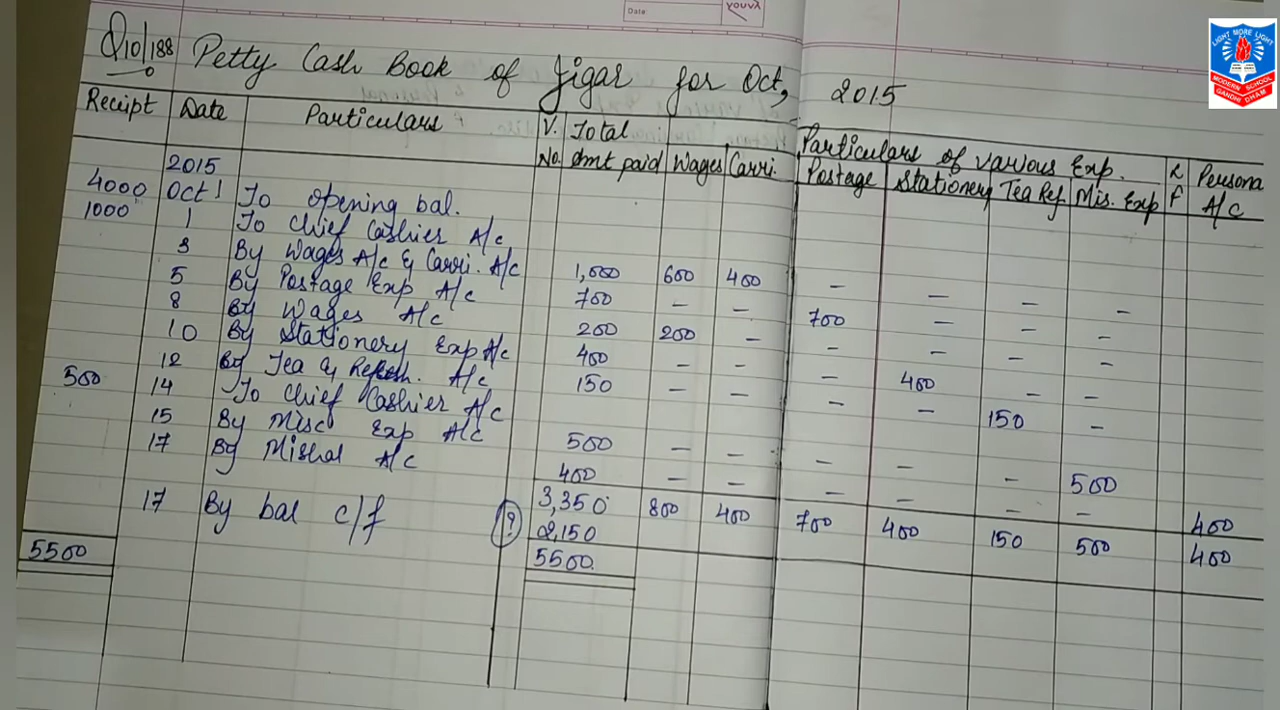 Date
LIGHT MORE LIGHT
MODERN SCHOOL
GANDHIDHAM
Q10/188 Petty Cash Book of Jigar for Oct, 2015
Receipt Date Particulars V. No. Total Amt paid Wages Carri. Particulars of various Exp. Postage Stationery Tea Ref. Mis. Exp L F Persona A/c
2015
4000 Oct 1 To opening bal.
1000 1 To Chief Cashier A/c
3 By Wages A/c & Carri. A/c 1,000 600 400 – – – –
5 By Postage Exp A/c 700 – – 700 – – –
8 By Wages A/c 200 200 – – – – –
10 By Stationery Exp A/c 400 – – – 400 – –
12 By Tea & Refresh. A/c 150 – – – – 150 –
500 14 To Chief Cashier A/c
15 By Misc Exp A/c 500 – – – – – 500
17 By Mishal A/c 400 – – – – – – 400
3,350 800 400 700 400 150 500 400
17 By bal c/f ? 2,150
5500 5500